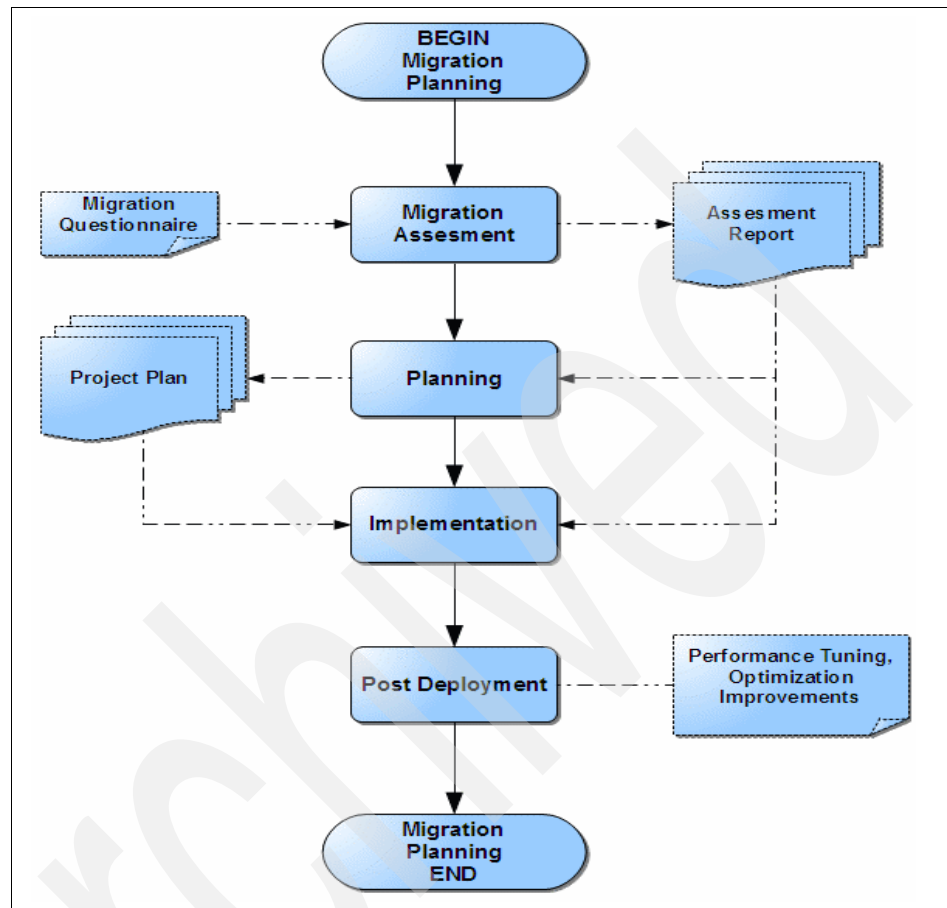 BEGIN
Migration
Planning
Migration
Questionnaire
Migration
Assesment
Assesment
Report
Project Plan
Planning
Implementation
Post Deployment
Performance Tuning,
Optimization
Improvements
Migration
Planning
END
rchived